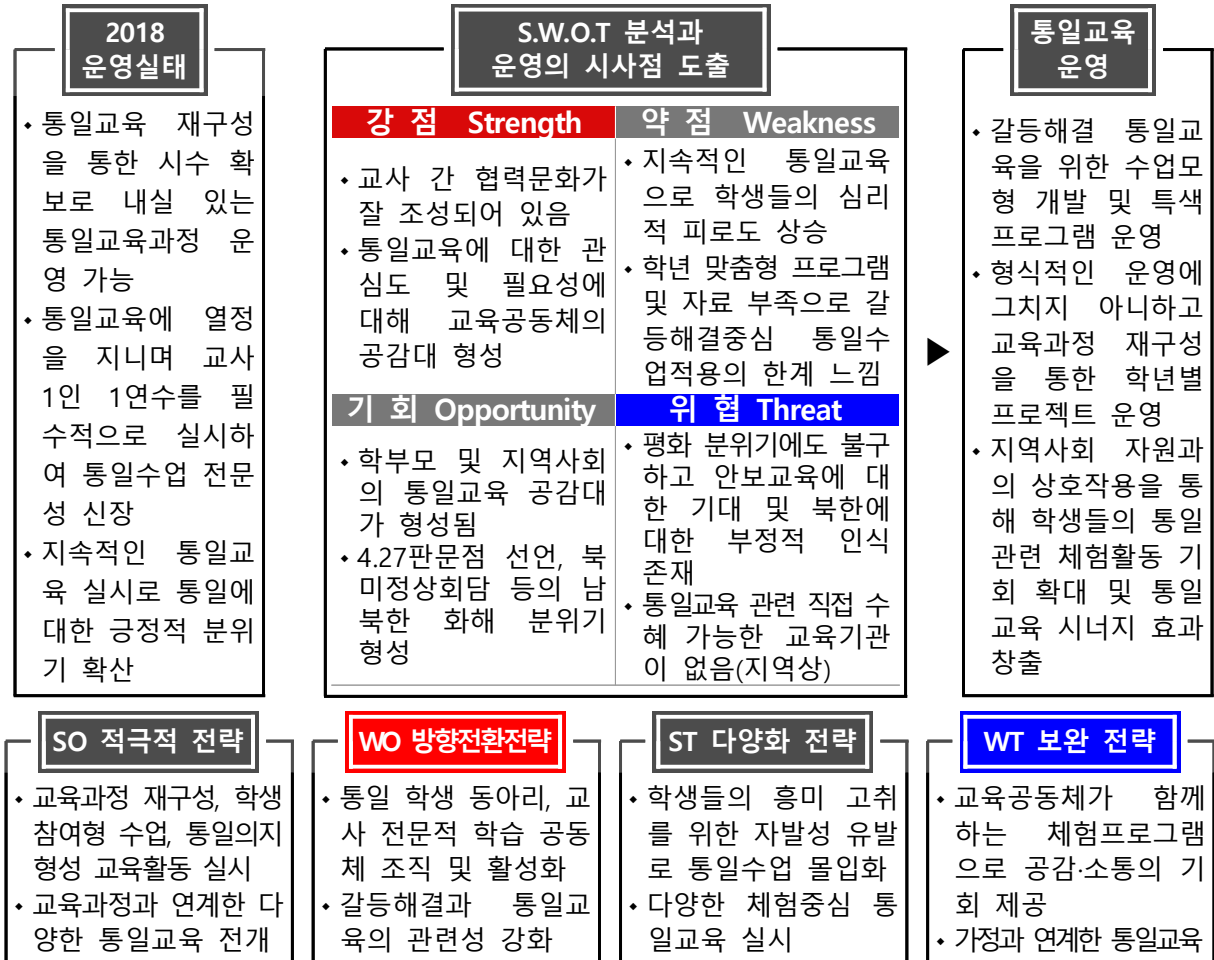 2018
운영실태
통일교육 재구성
을 통한 시수 확
보로 내실 있는
통일교육과정 운
영 가능
통일교육에 열정
을 지니며 교사
1인 1연수를 필
수적으로 실시하
여 통일수업 전문
성 신장
지속적인 통일교
육 실시로 통일에
대한 긍정적 분위
기 확산
S.W.O.T 분석과
운영의 시사점 도출
강 점 Strength
교사 간 협력문화가
잘 조성되어 있음
통일교육에 대한 관
심도 및 필요성에
대해 교육공동체의
공감대 형성
약 점 Weakness
지속적인 통일교육
으로 학생들의 심리
적 피로도 상승
학년 맞춤형 프로그램
및 자료 부족으로 갈
등해결중심 통일수
업적용의 한계 느낌
기 회 Opportunity
학부모 및 지역사회
의 통일교육 공감대
가 형성됨
4.27판문점 선언, 북
미정상회담 등의 남
북한 화해 분위기
형성
위 협 Threat
평화 분위기에도 불구
하고 안보교육에 대
한 기대 및 북한에
대한 부정적 인식
존재
통일교육 관련 직접 수
혜 가능한 교육기관
이 없음(지역상)
▶
통일교육
운영
갈등해결 통일교
육을 위한 수업모
형 개발 및 특색
프로그램 운영
형식적인 운영에
그치지 아니하고
교육과정 재구성
을 통한 학년별
프로젝트 운영
지역사회 자원과
의 상호작용을 통
해 학생들의 통일
관련 체험활동 기
회 확대 및 통일
교육 시너지 효과
창출
SO 적극적 전략
교육과정 재구성, 학생
참여형 수업, 통일의지
형성 교육활동 실시
교육과정과 연계한 다
양한 통일교육 전개
WO 방향전환전략
통일 학생 동아리, 교
사 전문적 학습 공동
체 조직 및 활성화
갈등해결과 통일교
육의 관련성 강화
ST 다양화 전략
학생들의 흥미 고취
를 위한 자발성 유발
로 통일수업 몰입화
다양한 체험중심 통
일교육 실시
WT 보완 전략
교육공동체가 함께
하는 체험프로그램
으로 공감·소통의 기
회 제공
가정과 연계한 통일교육